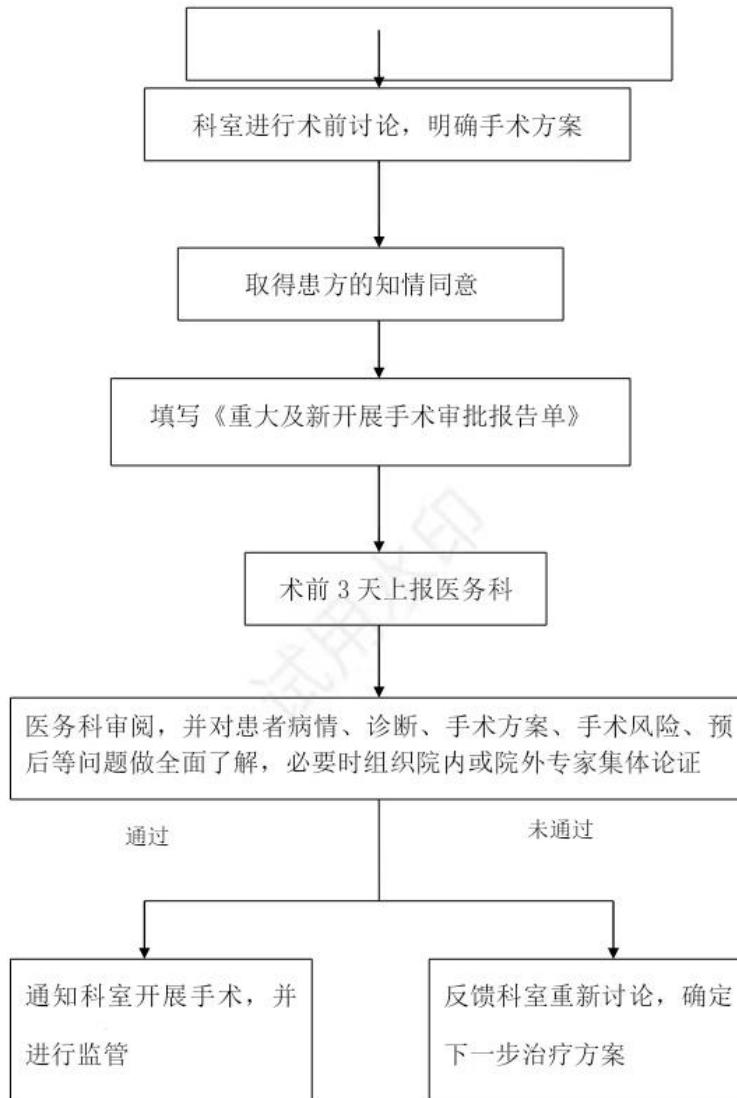 科室进行术前讨论，明确手术方案
取得患方的知情同意
填写《重大及新开展手术审批报告单》
术前 3 天上报医务科
医务科审阅，并对患者病情、诊断、手术方案、手术风险、预
后等问题做全面了解，必要时组织院内或院外专家集体论证
通过
未通过
通知科室开展手术，并
进行监管
反馈科室重新讨论，确定
下一步治疗方案
试用水印